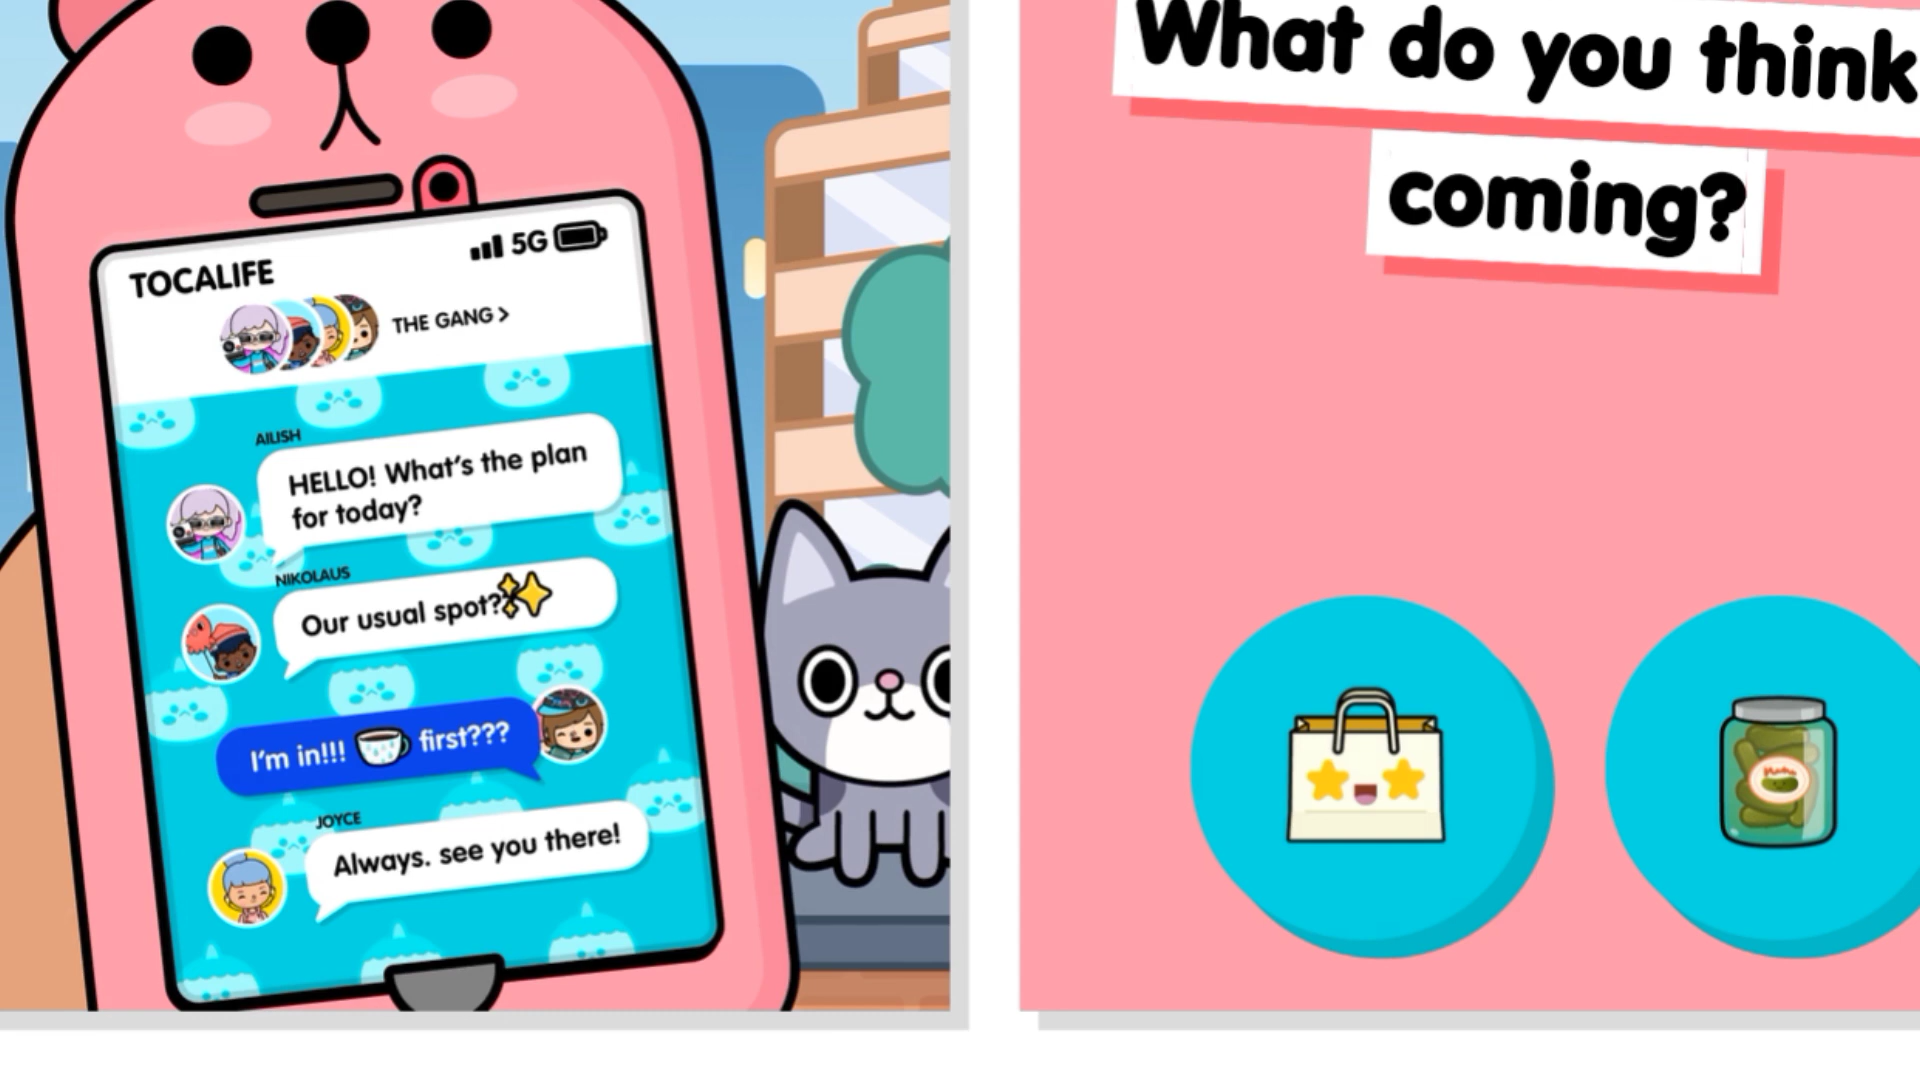 TOCALIFE
5G
THE GANG >
AILISH
HELLO! What's the plan
for today?
NIKOLAUS
Our usual spot?
I'm in!!! first???
JOYCE
Always. see you there!
What do you think
coming?